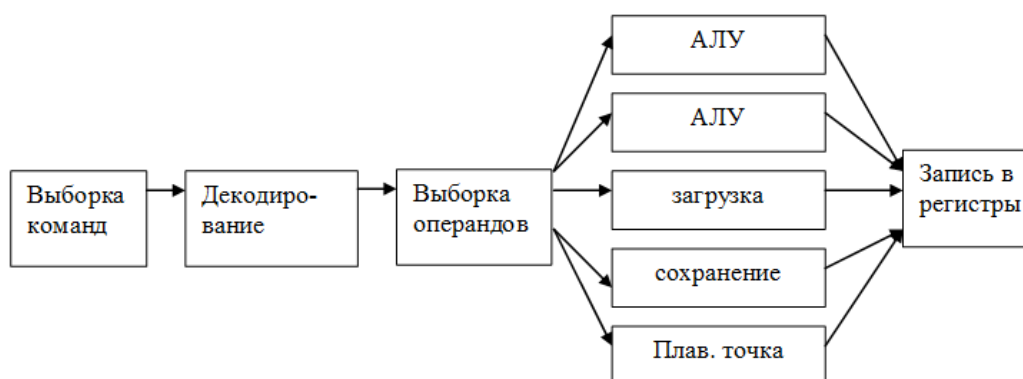 Выборка
команд
Декодиро-
вание
Выборка
операндов
АЛУ
АЛУ
загрузка
сохранение
Плав. точка
Запись в
регистры